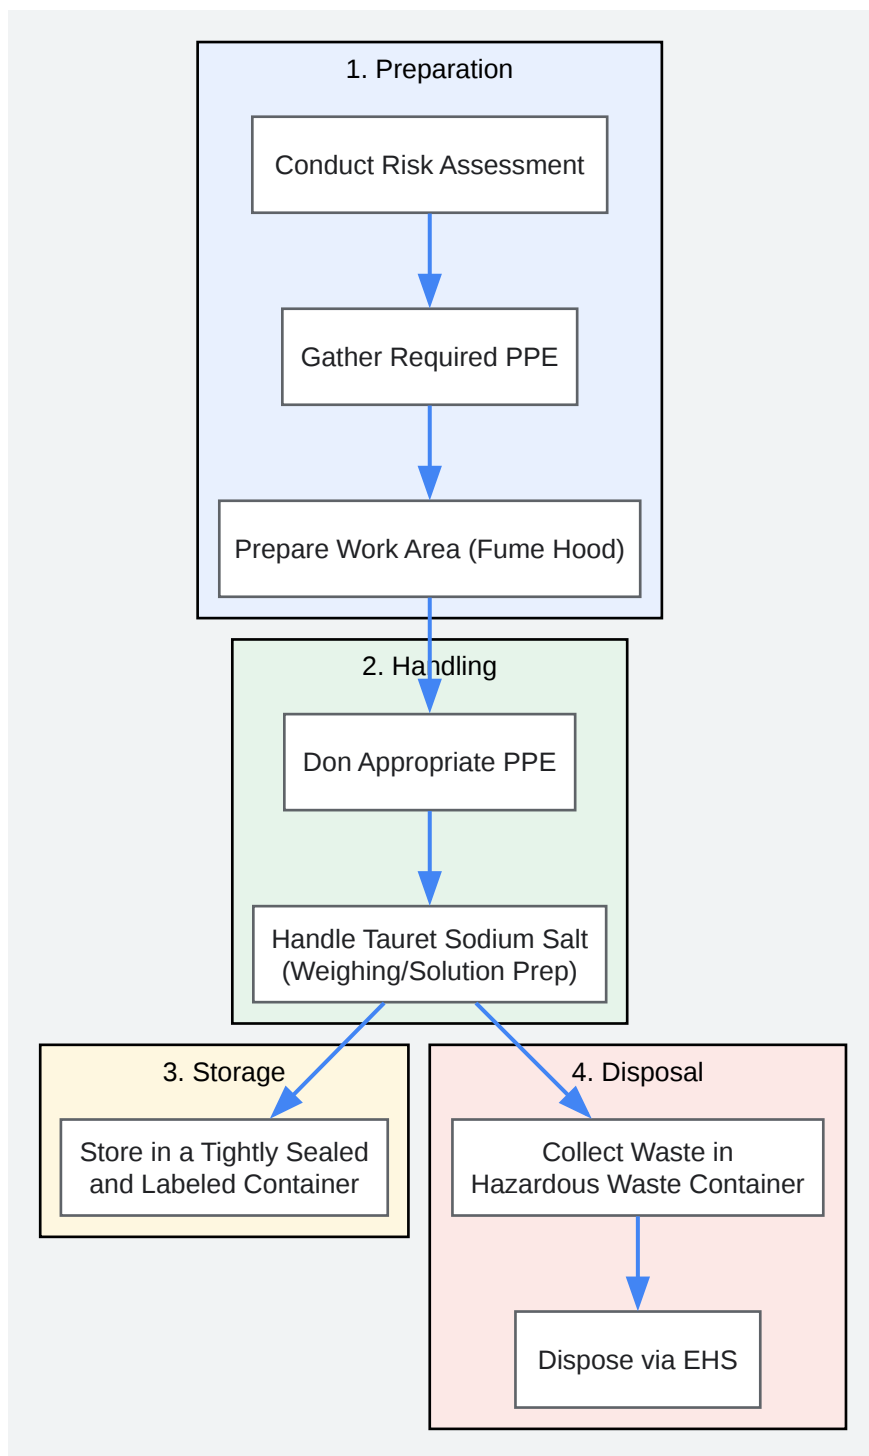 1. Preparation
Conduct Risk Assessment
Gather Required PPE
Prepare Work Area (Fume Hood)
2. Handling
Don Appropriate PPE
Handle Tauret Sodium Salt
(Weighing/Solution Prep)
3. Storage
Store in a Tightly Sealed
and Labeled Container
4. Disposal
Collect Waste in
Hazardous Waste Container
Dispose via EHS